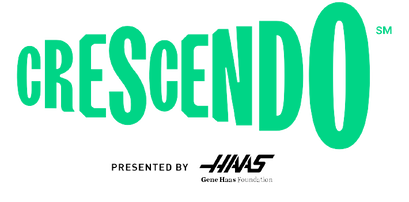 CRESCENDO SM
PRESENTED BY HAAS
Gene Haas Foundation